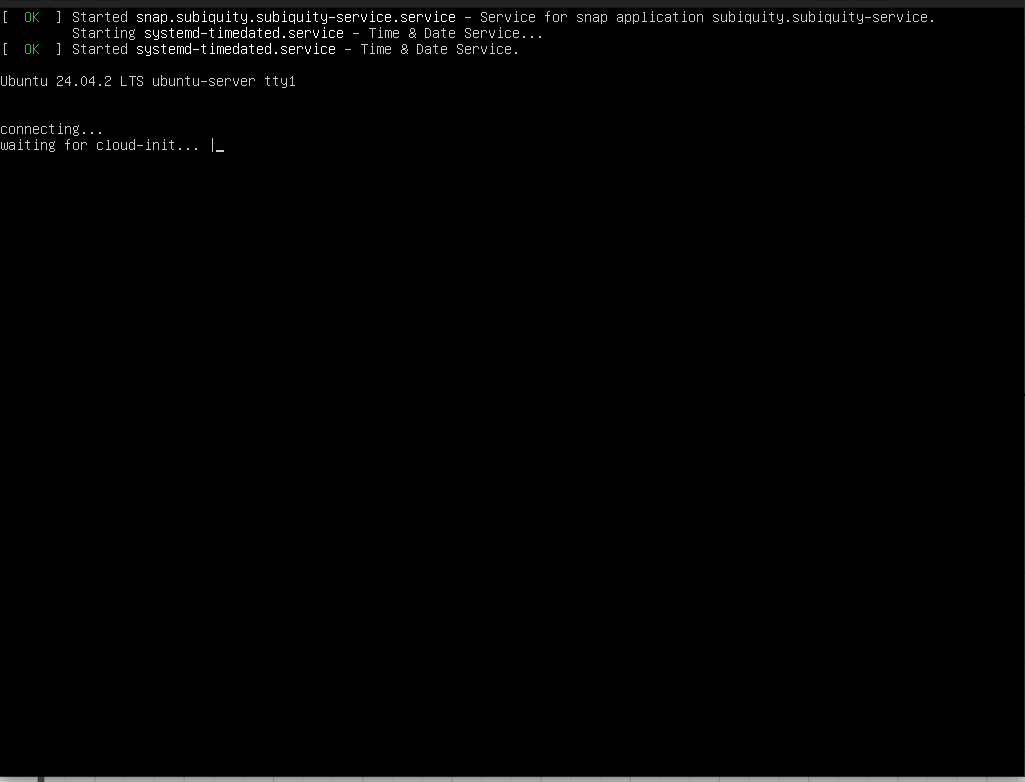 [  OK  ] Started snap.subiquity.subiquity-service.service - Service for snap application subiquity.subiquity-service.
         Starting systemd-timedated.service - Time & Date Service...
[  OK  ] Started systemd-timedated.service - Time & Date Service.
Ubuntu 24.04.2 LTS ubuntu-server tty1
connecting...
waiting for cloud-init... |_